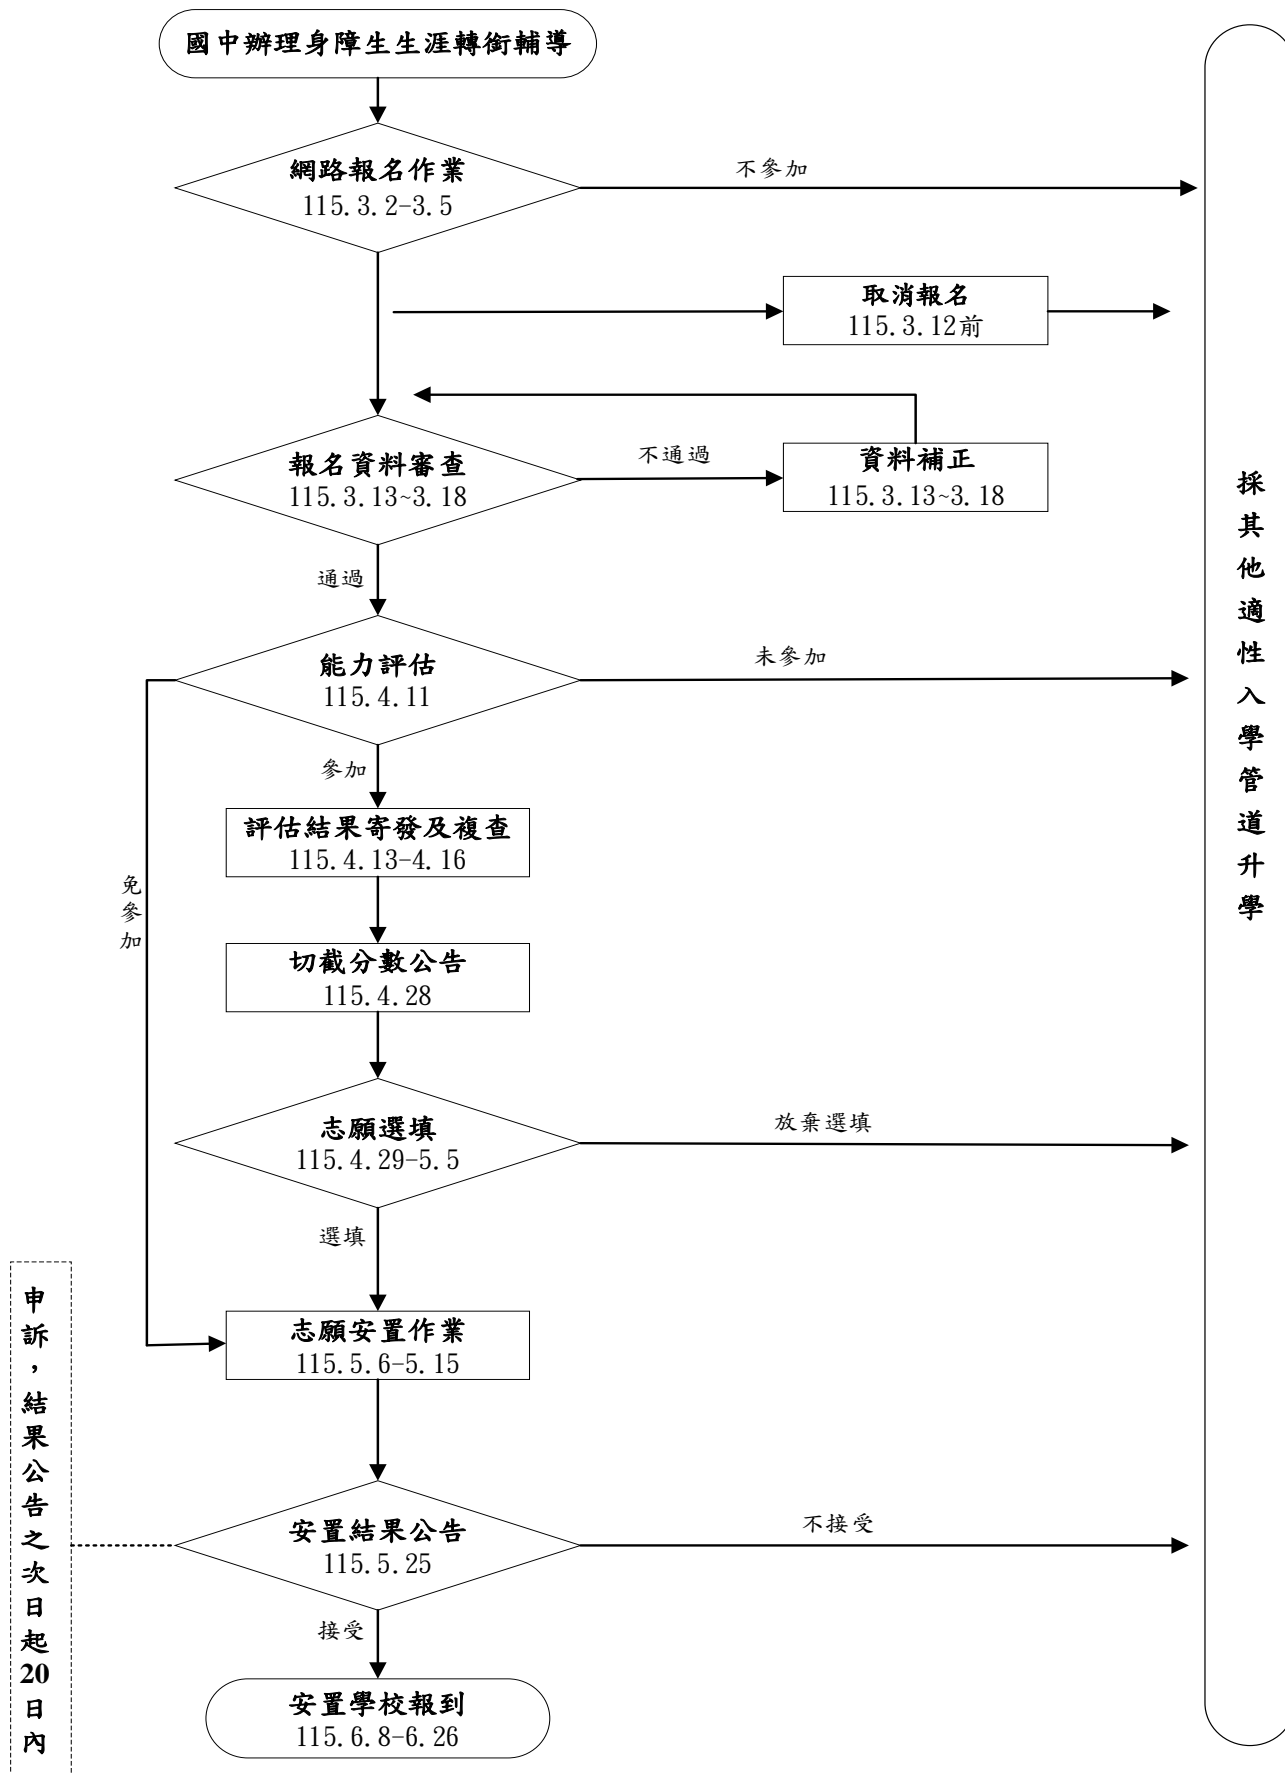 國中辦理身障生生涯轉銜輔導
網路報名作業
115.3.2-3.5
不參加
取消報名
115.3.12前
報名資料審查
115.3.13~3.18
不通過
資料補正
115.3.13~3.18
通過
能力評估
115.4.11
未參加
參加
免參加
評估結果寄發及複查
115.4.13-4.16
切截分數公告
115.4.28
志願選填
115.4.29-5.5
放棄選填
選填
志願安置作業
115.5.6-5.15
安置結果公告
115.5.25
不接受
接受
安置學校報到
115.6.8-6.26
申訴，結果公告之次日起20日內
採其他適性入學管道升學